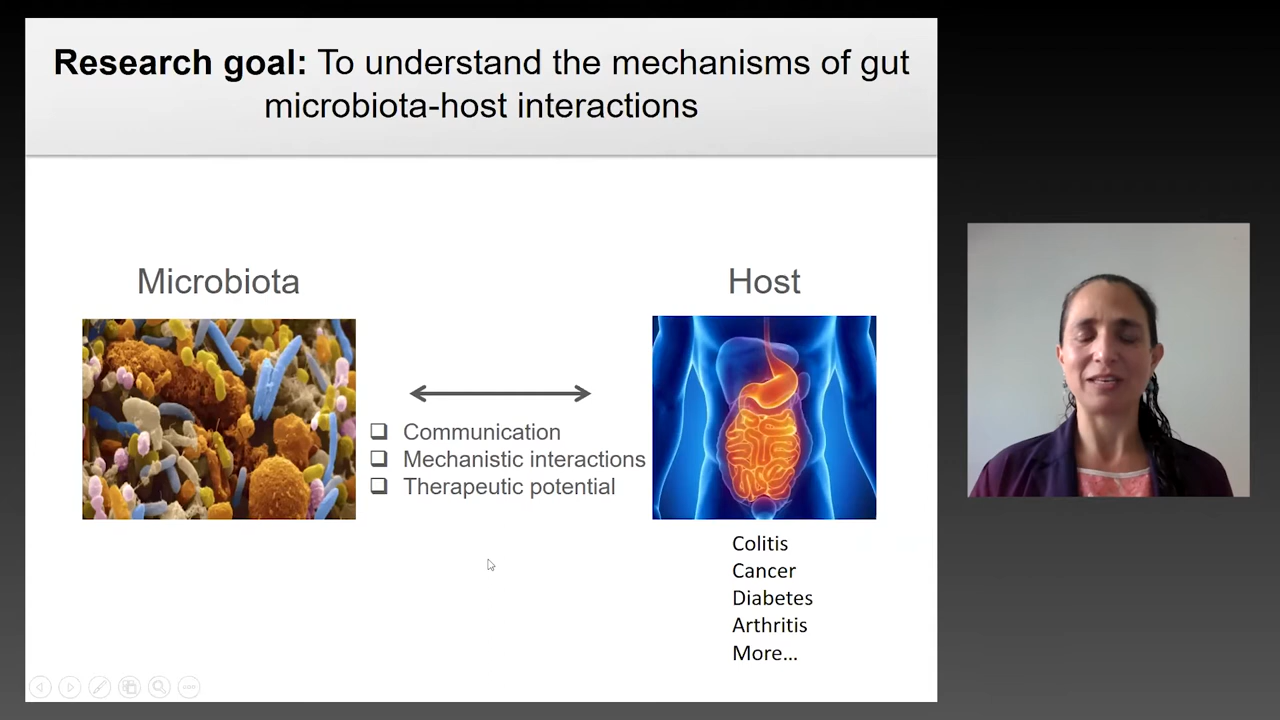 Research goal: To understand the mechanisms of gut
microbiota-host interactions
Microbiota
Host
Communication
Mechanistic interactions
Therapeutic potential
Colitis
Cancer
Diabetes
Arthritis
More...